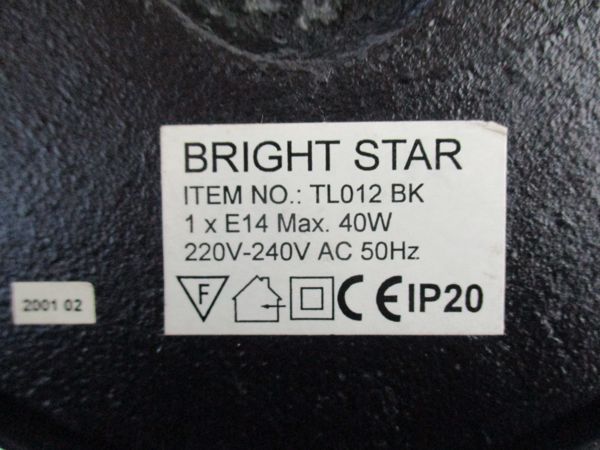 BRIGHT STAR
ITEM NO.: TL012 BK
1 x E14 Max. 40W
220V-240V AC 50Hz
F CE IP20
2001 02